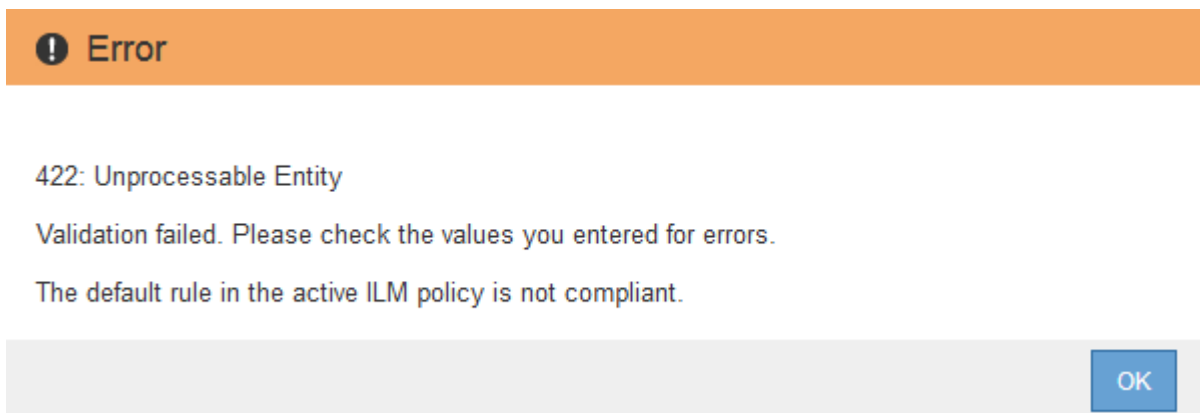 Error
422: Unprocessable Entity
Validation failed. Please check the values you entered for errors.
The default rule in the active ILM policy is not compliant.
OK